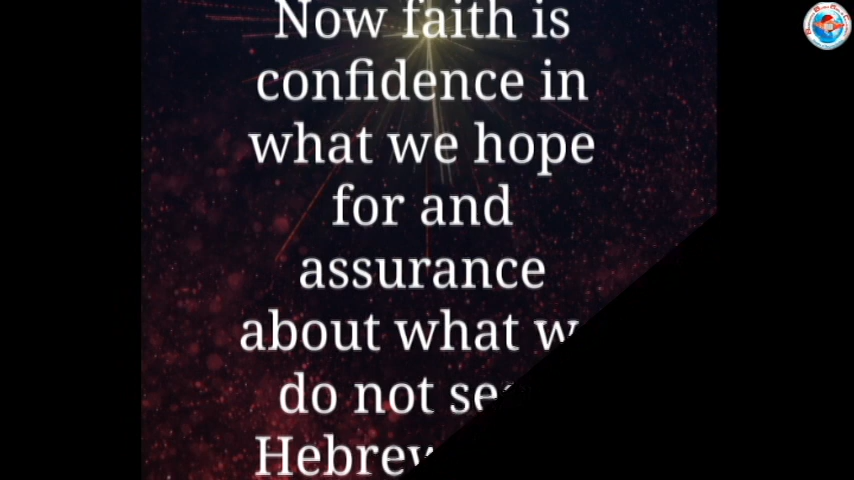 Now faith is
confidence in
what we hope
for and
assurance
about what
do not